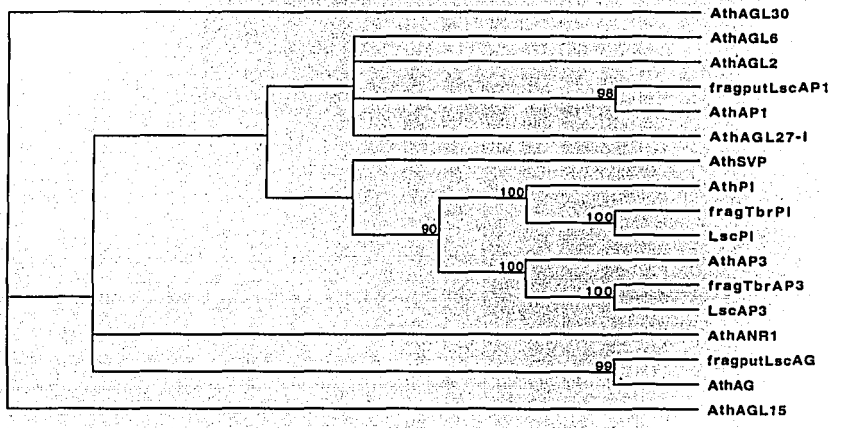 AthAGL30
AthAGL6
AthAGL2
98 fragputLscAP1
AthAP1
AthAGL27-I
AthSVP
100 AthPI
100 fragTbrPI
90 LscPI
100 AthAP3
100 fragTbrAP3
LscAP3
AthANR1
99 fragputLscAG
AthAG
AthAGL15